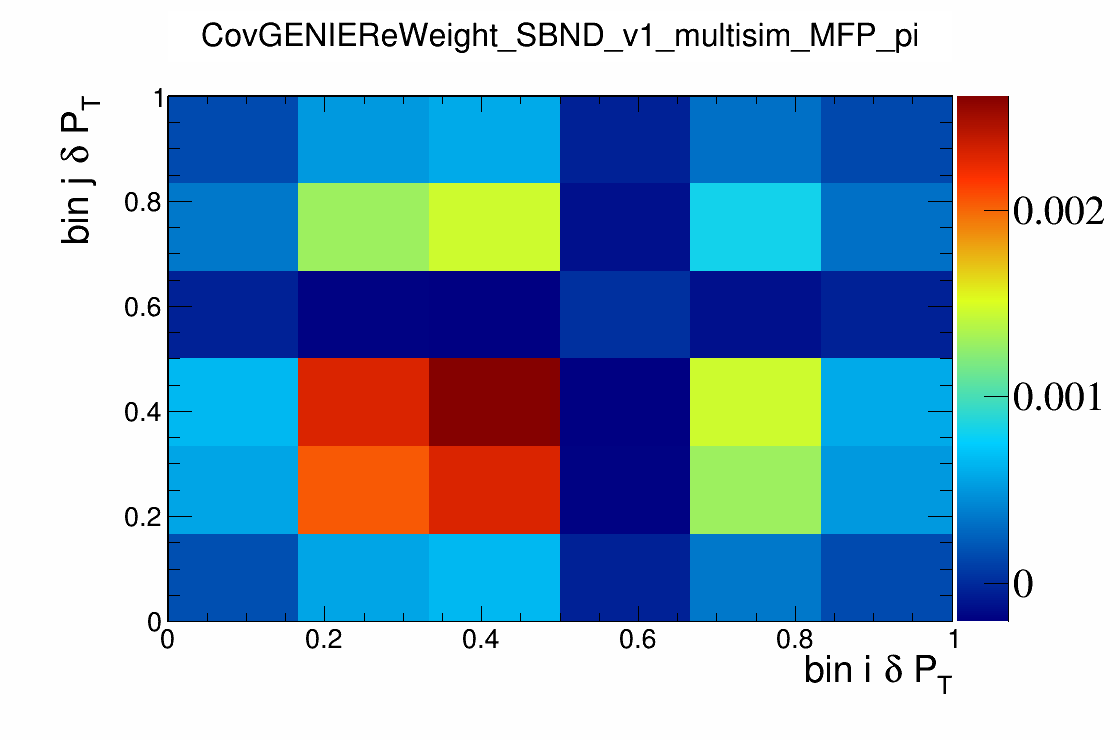 CovGENIEReWeight_SBND_v1_multisim_MFP_pi
bin j δ P_T
1
0.8
0.6
0.4
0.2
0
0 0.2 0.4 0.6 0.8 1
bin i δ P_T
0.002
0.001
0